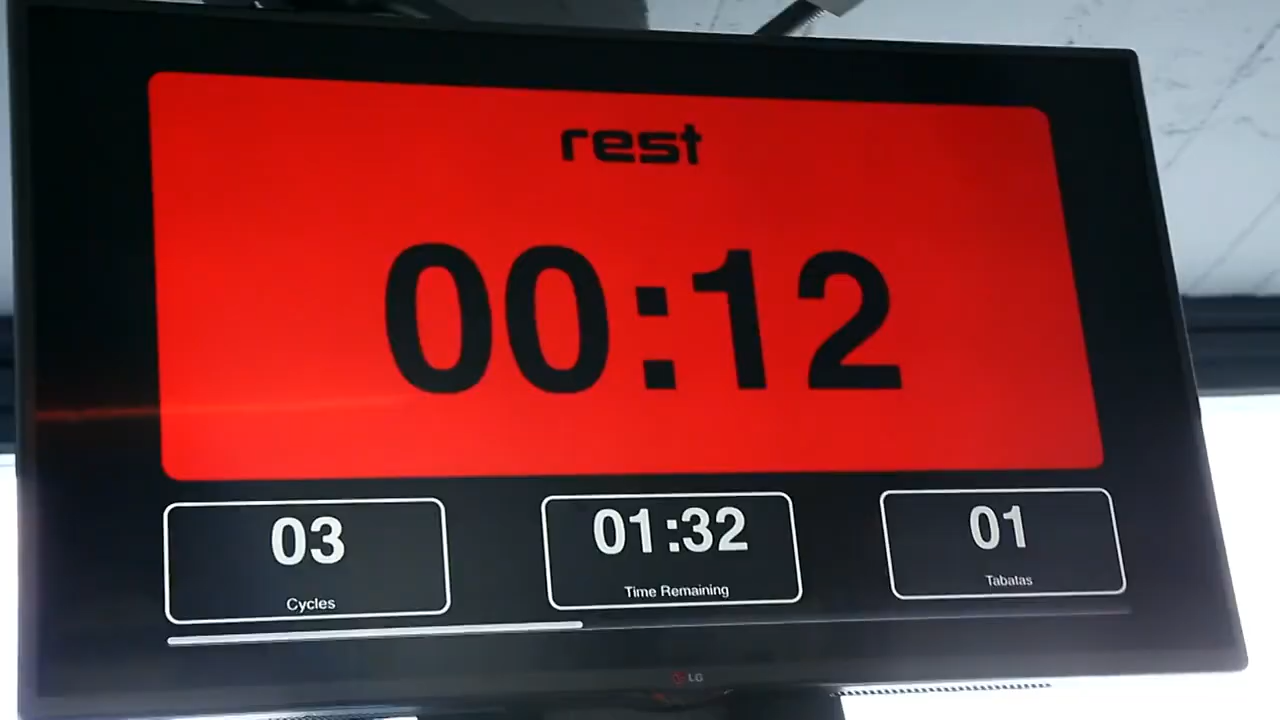 rest
00:12
03
Cycles
01:32
Time Remaining
01
Tabatas
LG